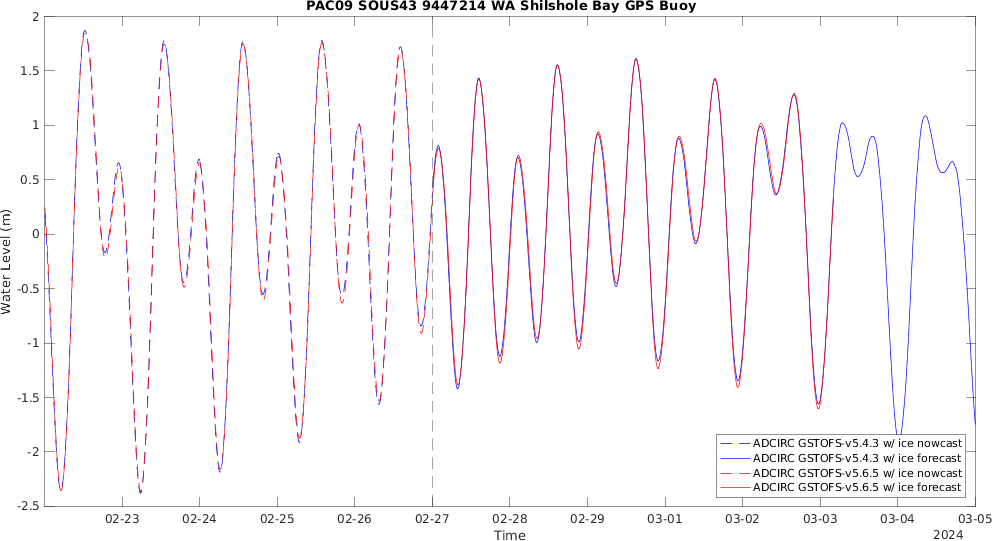 PAC09 SOUS43 9447214 WA Shilshole Bay GPS Buoy
Water Level (m)
2
1.5
1
0.5
0
-0.5
-1
-1.5
-2
-2.5
ADCIRC GSTOFS-v5.4.3 w/ ice nowcast
ADCIRC GSTOFS-v5.4.3 w/ ice forecast
ADCIRC GSTOFS-v5.6.5 w/ ice nowcast
ADCIRC GSTOFS-v5.6.5 w/ ice forecast
02-23 02-24 02-25 02-26 02-27 02-28 02-29 03-01 03-02 03-03 03-04 03-05
Time
2024